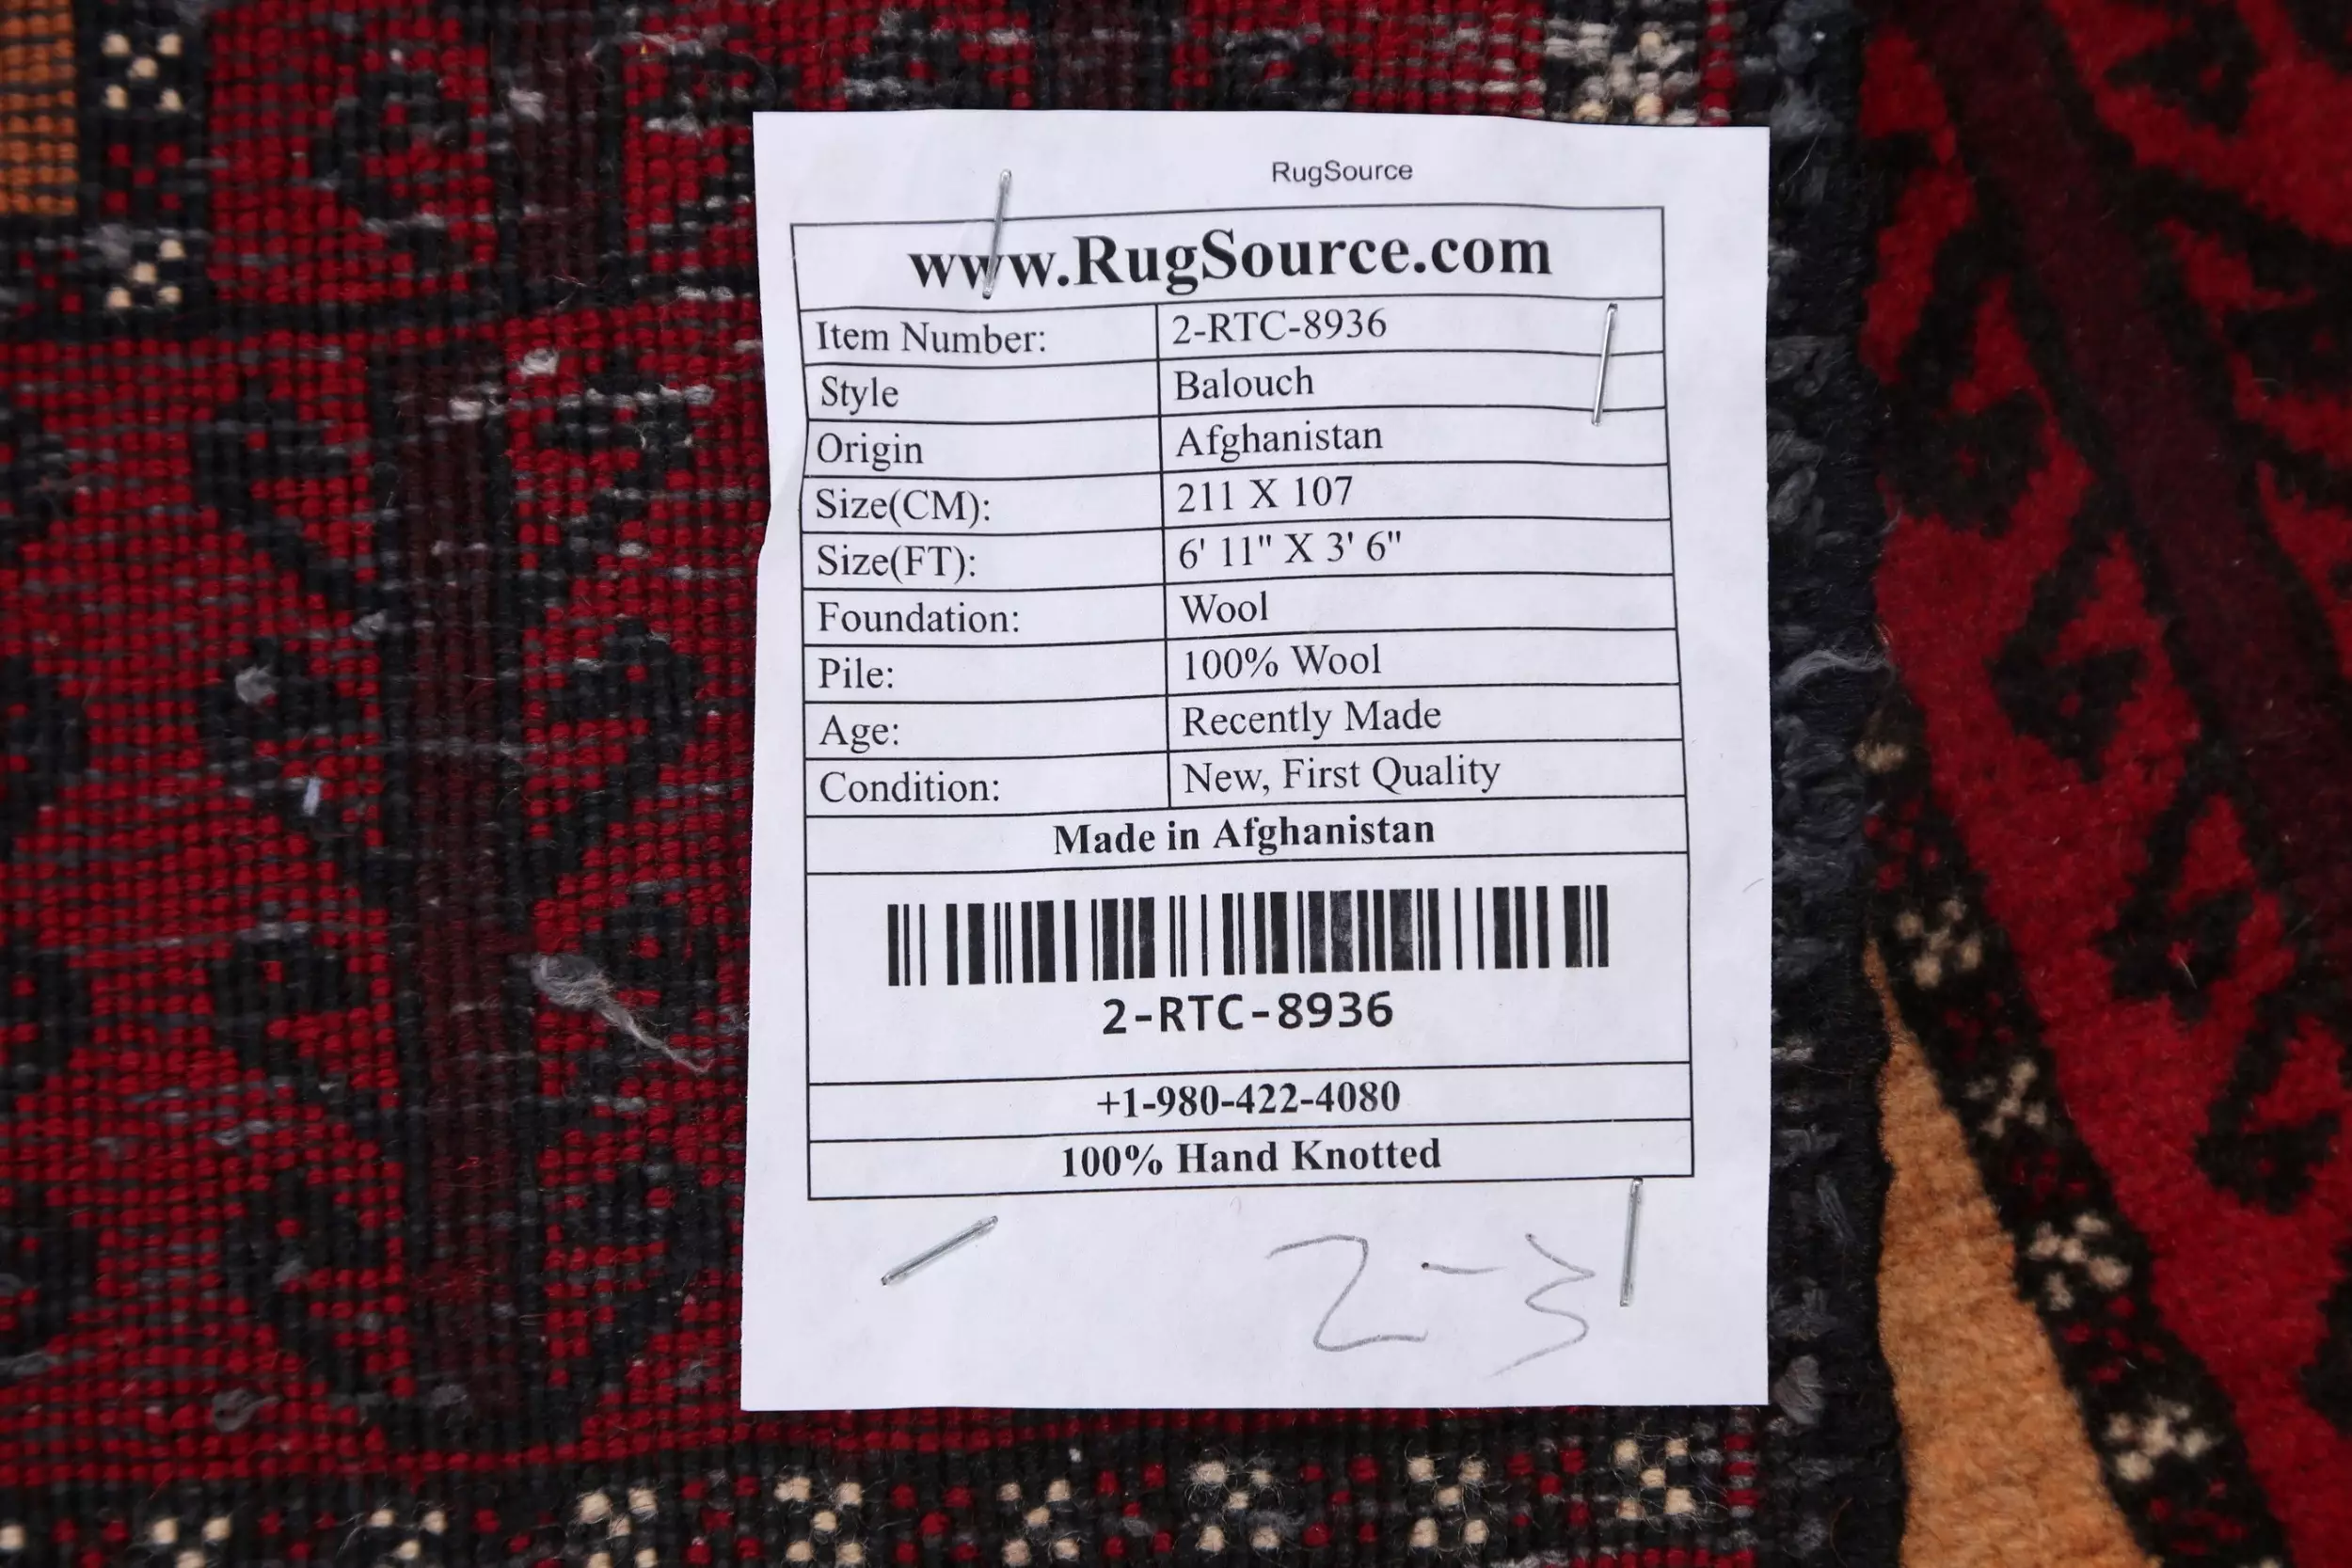 RugSource
www.RugSource.com
Item Number: 2-RTC-8936
Style Balouch
Origin Afghanistan
Size(CM): 211 X 107
Size(FT): 6' 11" X 3' 6"
Foundation: Wool
Pile: 100% Wool
Age: Recently Made
Condition: New, First Quality
Made in Afghanistan
2-RTC-8936
+1-980-422-4080
100% Hand Knotted
2-3